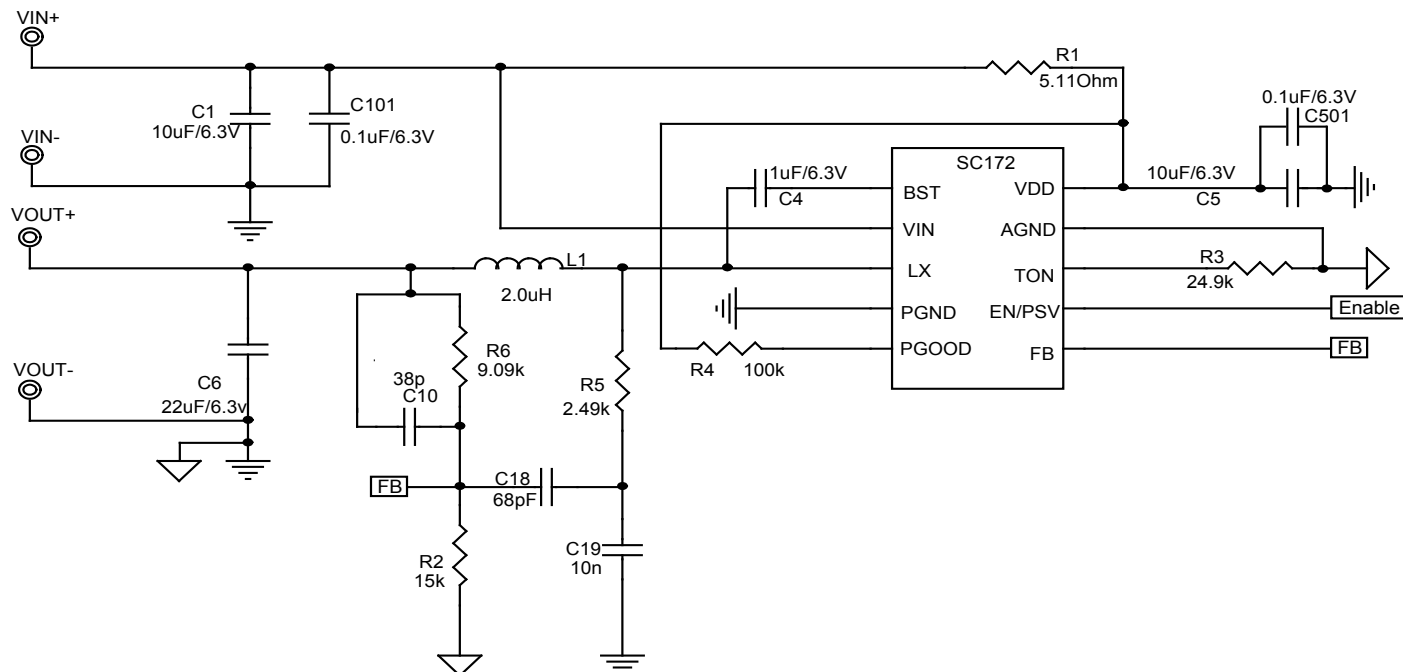 VIN+
R1
5.11Ohm
C1
10uF/6.3V
C101
0.1uF/6.3V
0.1uF/6.3V
C501
VIN-
SC172
1uF/6.3V
C4
BST
VDD
10uF/6.3V
C5
VOUT+
VIN
AGND
L1
2.0uH
LX
TON
R3
24.9k
PGND
EN/PSV
Enable
PGOOD
FB
FB
R4
100k
VOUT-
C6
22uF/6.3v
R6
9.09k
38p
C10
R5
2.49k
FB
C18
68pF
R2
15k
C19
10n